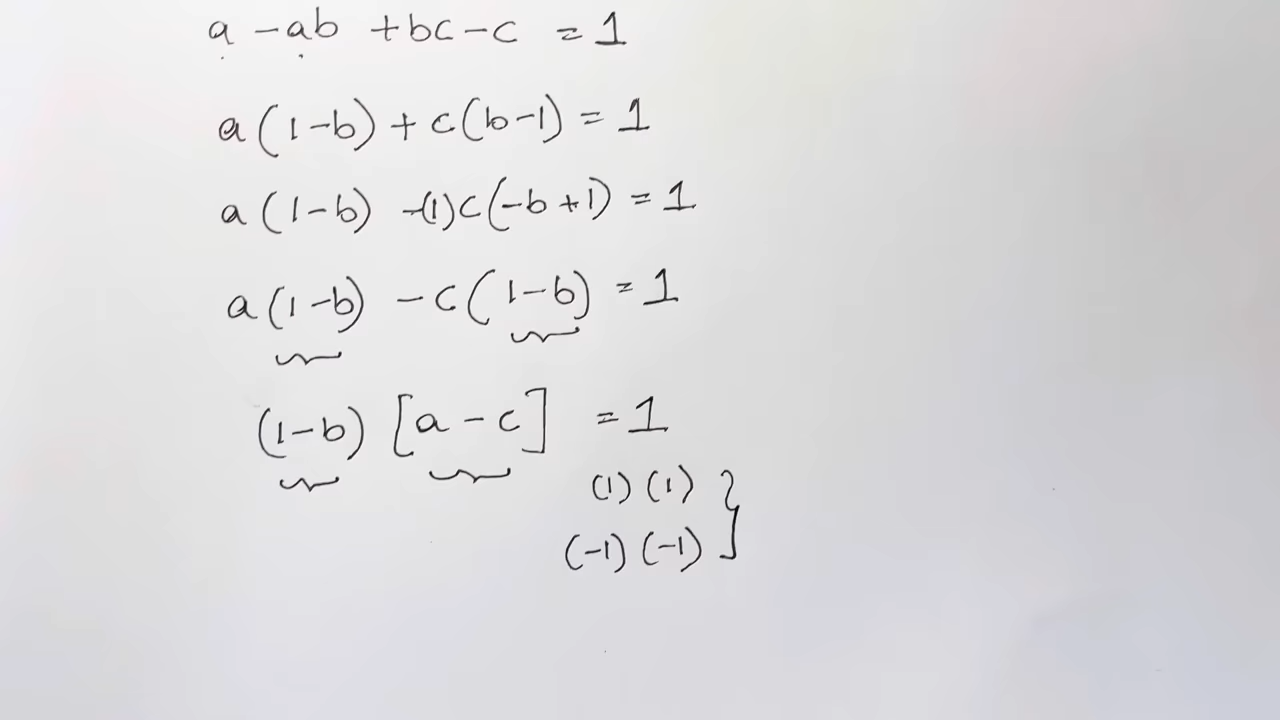 a - ab + bc - c = 1
a (1-b) + c (b-1) = 1
a (1-b) -(1)c(-b+1) = 1
a (1-b) - c (1-b) = 1
(1-b) [a-c] = 1
(1) (1)
(-1) (-1)